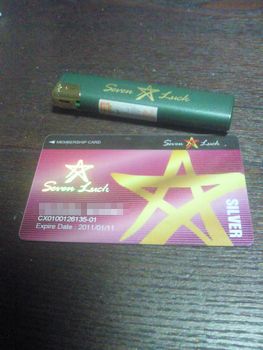 Seven Luck
MEMBERSHIP CARD
Seven Luck
Seven Luck
SILVER
CX0100126135-01
Expire Date : 2011/01/11